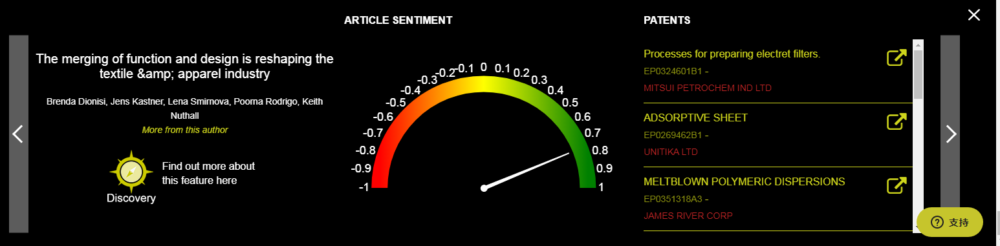 ARTICLE SENTIMENT
PATENTS
The merging of function and design is reshaping the
textile &amp; apparel industry
Brenda Dionisi, Jens Kastner, Lena Smirnova, Poorna Rodrigo, Keith
Nuthall
More from this author
Find out more about
this feature here
Discovery
-1
-0.9
-0.8
-0.7
-0.6
-0.5
-0.4
-0.3
-0.2
-0.1
0
0.1
0.2
0.3
0.4
0.5
0.6
0.7
0.8
0.9
1
Processes for preparing electret filters.
EP0324601B1 –
MITSUI PETROCHEM IND LTD
ADSORPTIVE SHEET
EP0269462B1 –
UNITIKA LTD
MELTBLOWN POLYMERIC DISPERSIONS
EP0351318A3 –
JAMES RIVER CORP
支持